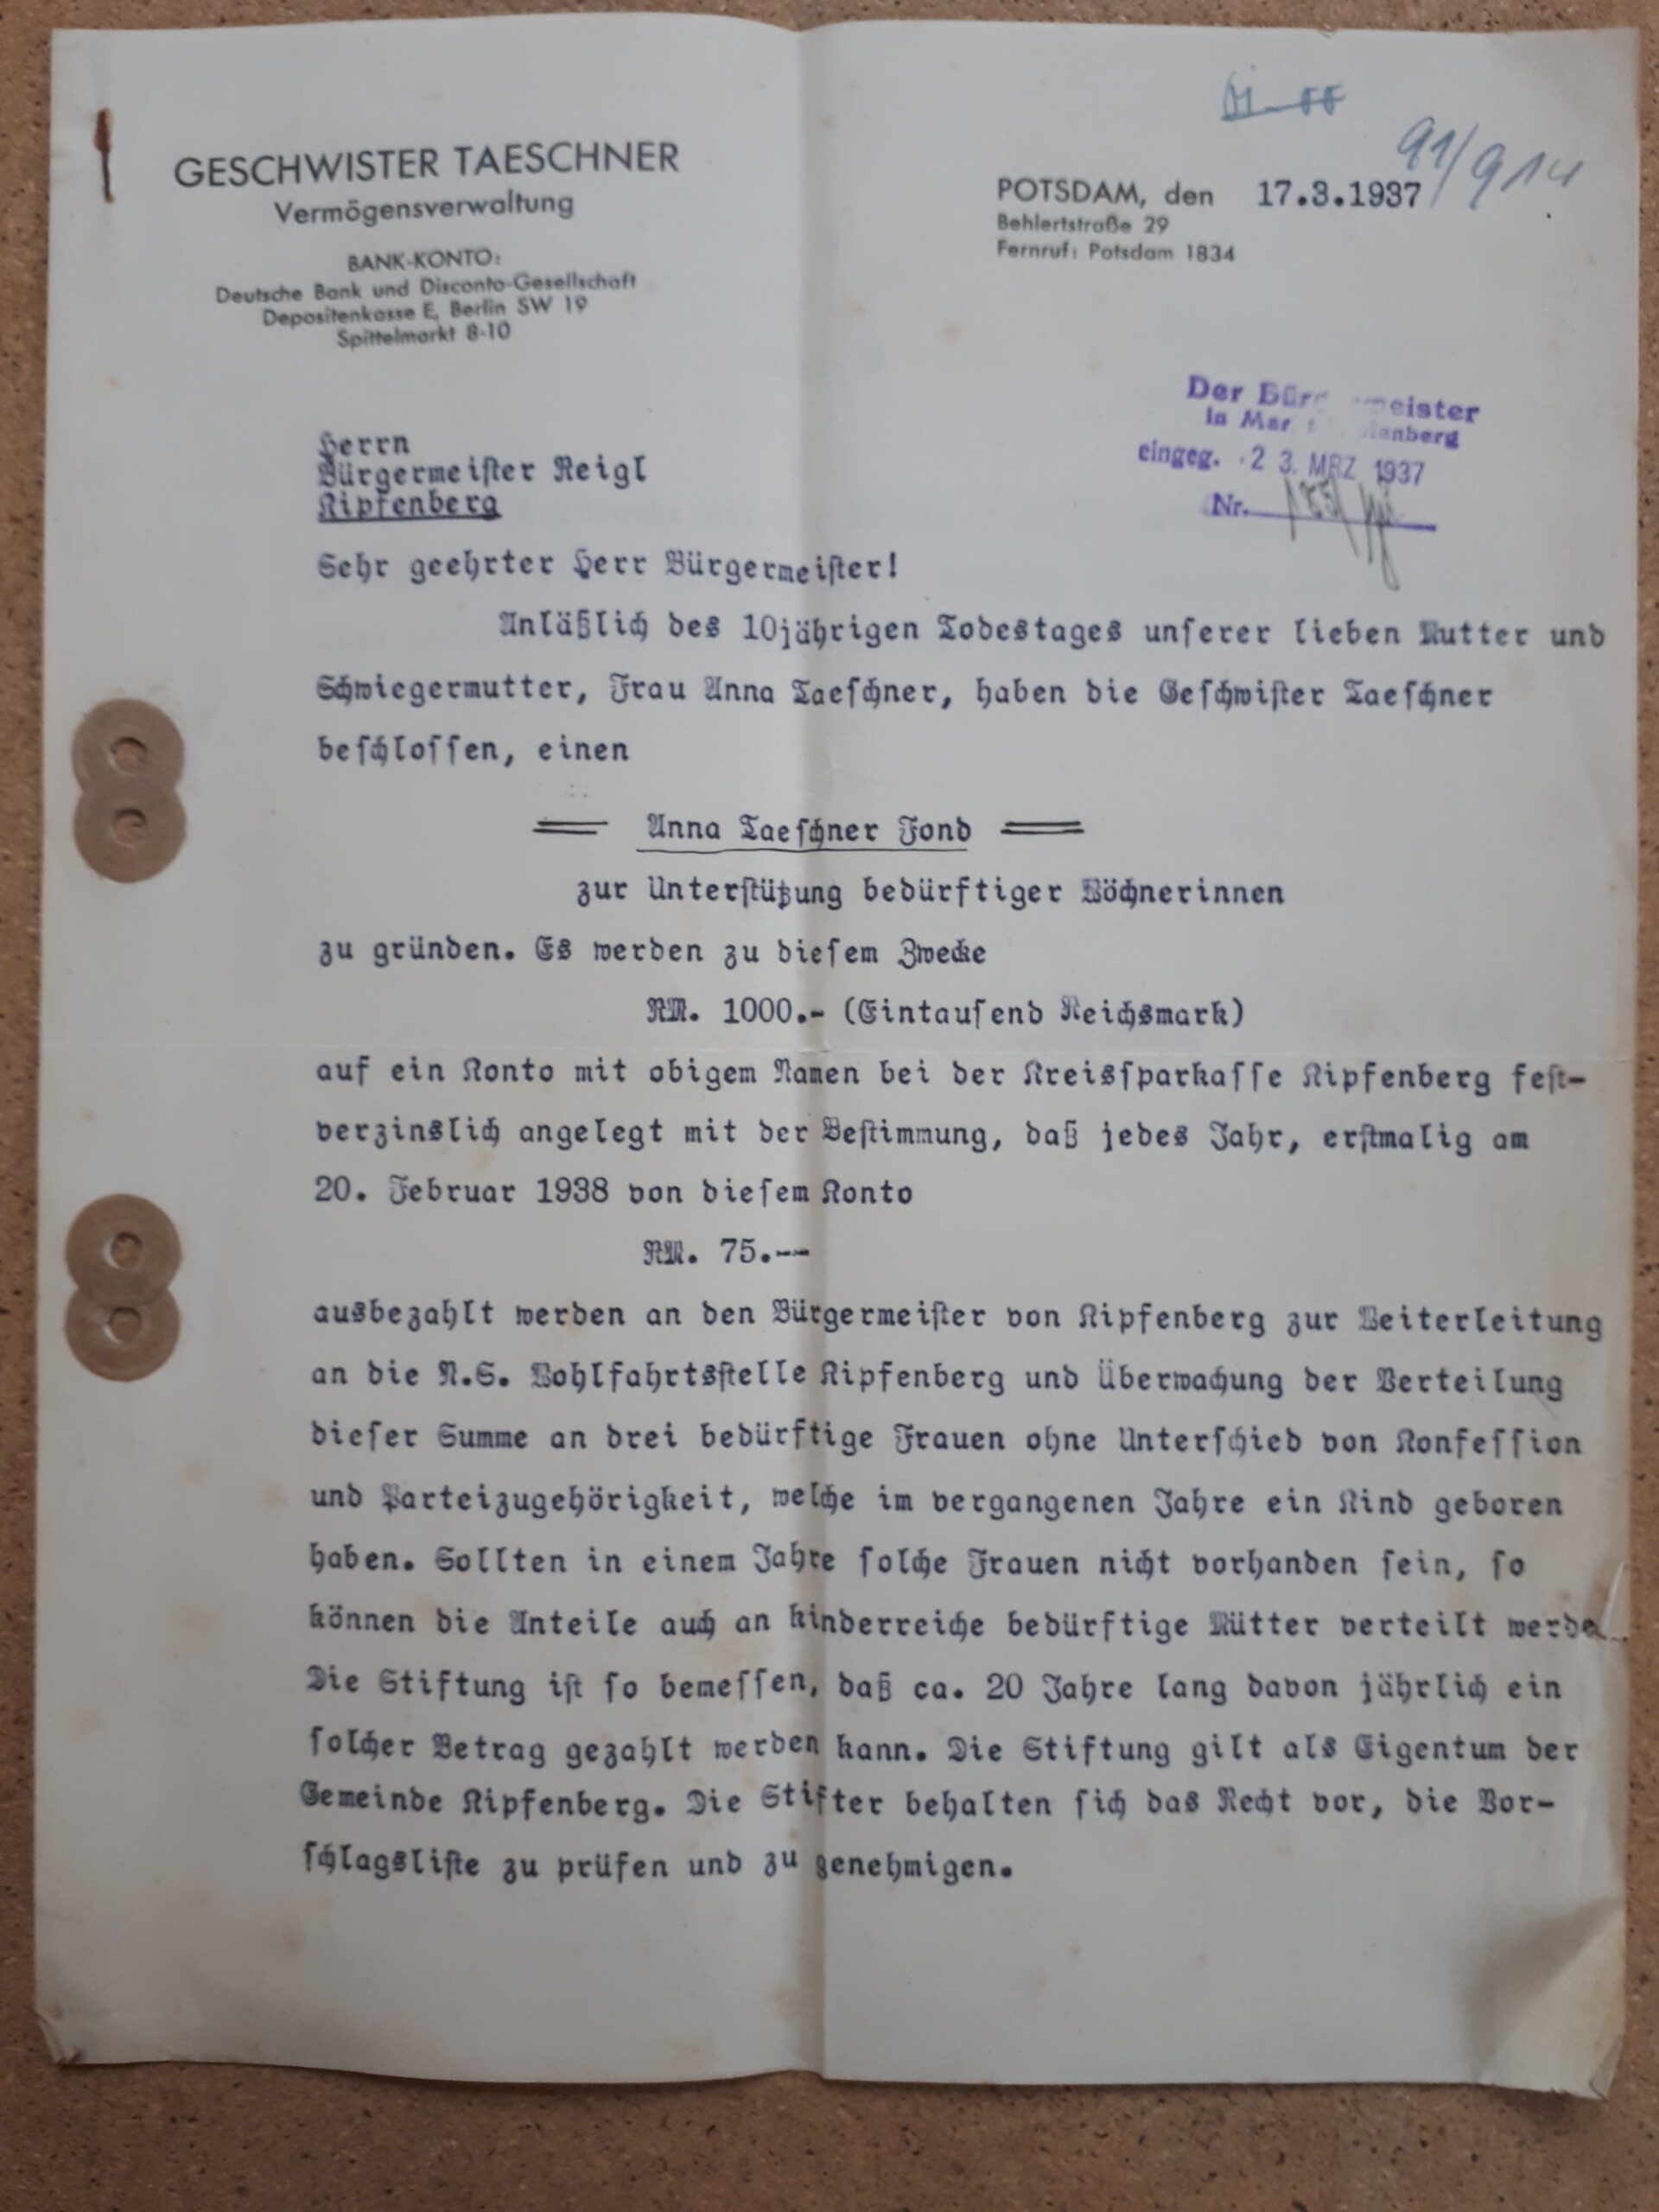 GESCHWISTER TAESCHNER
Vermögensverwaltung
BANK-KONTO:
Deutsche Bank und Disconto-Gesellschaft
Depositenkasse E, Berlin SW 19
Spittelmarkt 8-10
91/914
POTSDAM, den 17.3.1937
Behlertstraße 29
Fernruf: Potsdam 1834
Der Bürgermeister
in
eingeg. 23. MRZ 1937
Nr.
Herrn
Bürgermeister Reigl
Kipfenberg
Sehr geehrter Herr Bürgermeister!
Anläßlich des 10jährigen Todestages unserer lieben Mutter und
Schwiegermutter, Frau Anna Taeschner, haben die Geschwister Taeschner
beschlossen, einen
Anna Taeschner Fond
zur Unterstützung bedürftiger Wöchnerinnen
zu gründen. Es werden zu diesem Zwecke
RM. 1000.- (Eintausend Reichsmark)
auf ein Konto mit obigem Namen bei der Kreissparkasse Kipfenberg fest-
verzinslich angelegt mit der Bestimmung, daß jedes Jahr, erstmalig am
20. Februar 1938 von diesem Konto
RM. 75.--
ausbezahlt werden an den Bürgermeister von Kipfenberg zur Weiterleitung
an die N.S. Wohlfahrtsstelle Kipfenberg und Überwachung der Verteilung
dieser Summe an drei bedürftige Frauen ohne Unterschied von Konfession
und Parteizugehörigkeit, welche im vergangenen Jahre ein Kind geboren
haben. Sollten in einem Jahre solche Frauen nicht vorhanden sein, so
können die Anteile auch an kinderreiche bedürftige Mütter verteilt werde
Die Stiftung ist so bemessen, daß ca. 20 Jahre lang davon jährlich ein
solcher Betrag gezahlt werden kann. Die Stiftung gilt als Eigentum der
Gemeinde Kipfenberg. Die Stifter behalten sich das Recht vor, die Vor-
schlagsliste zu prüfen und zu genehmigen.